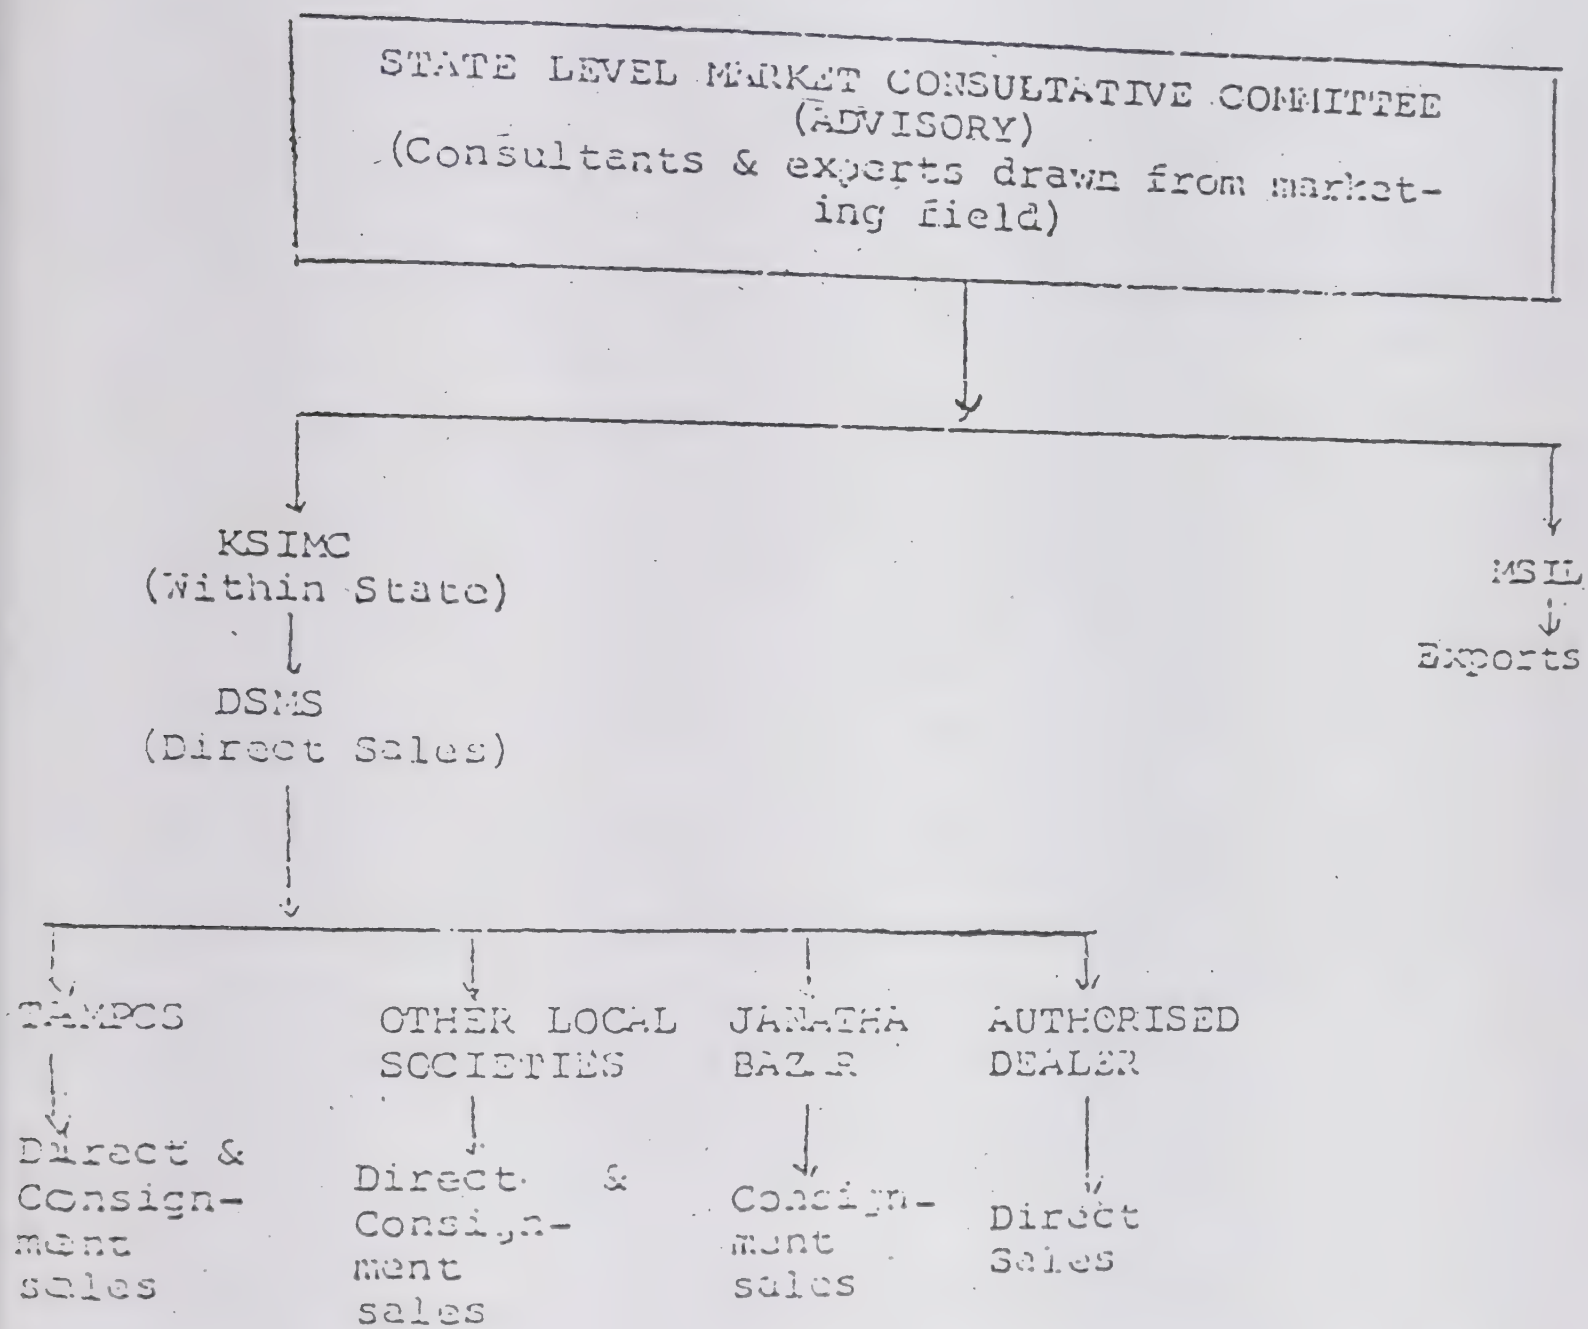 STATE LEVEL MARKET CONSULTATIVE COMMITTEE
(ADVISORY)
(Consultants & experts drawn from market-
ing field)
KSIMC
(Within State)
MSIL
Exports
DSMS
(Direct Sales)
TAMPCS
OTHER LOCAL
SOCIETIES
JANATHA
BAZAR
AUTHORISED
DEALER
Direct &
Consign-
ment
sales
Direct &
Consign-
ment
sales
Consign-
ment
sales
Direct
Sales